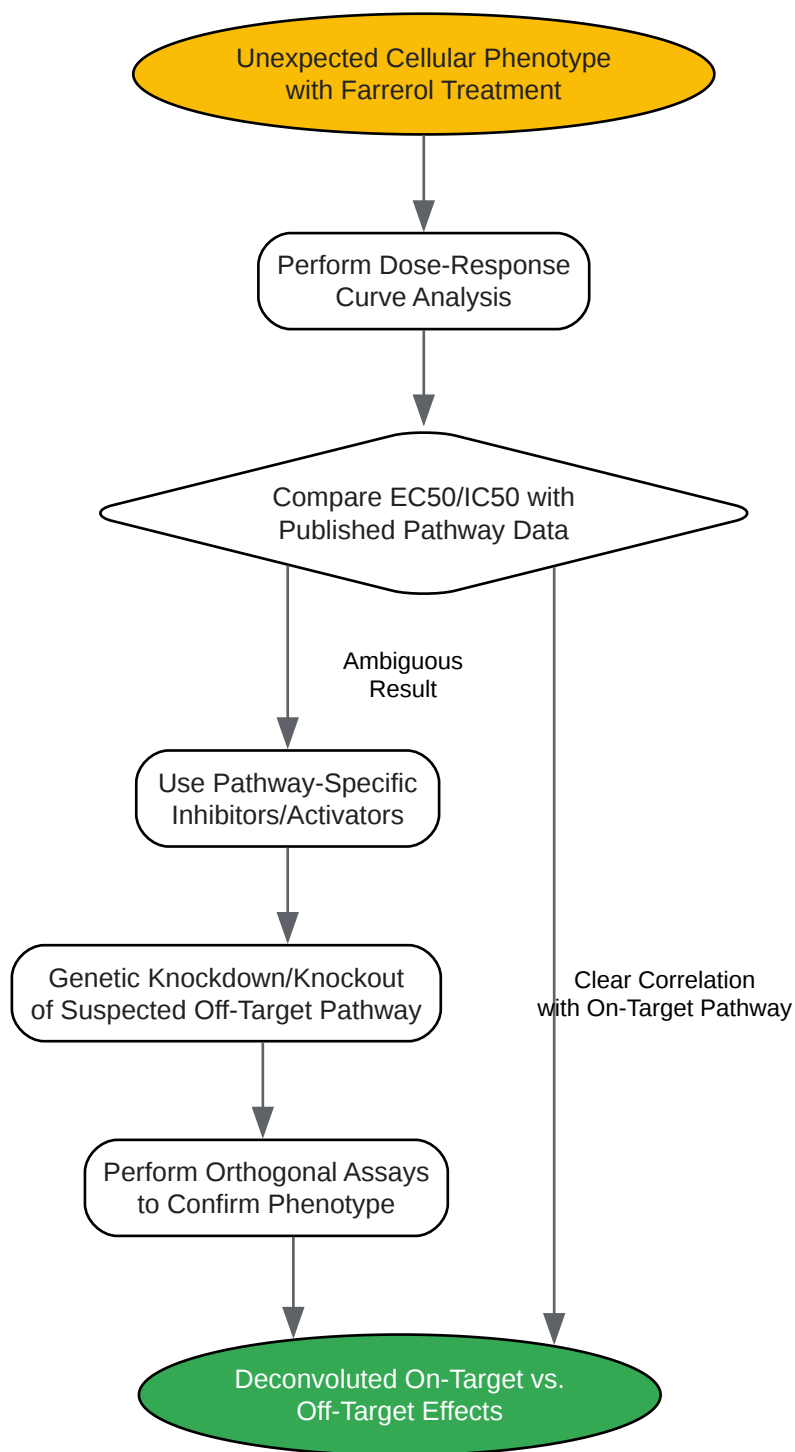 Unexpected Cellular Phenotype
with Farrerol Treatment
Perform Dose-Response
Curve Analysis
Compare EC50/IC50 with
Published Pathway Data
Ambiguous
Result
Use Pathway-Specific
Inhibitors/Activators
Genetic Knockdown/Knockout
of Suspected Off-Target Pathway
Clear Correlation
with On-Target Pathway
Perform Orthogonal Assays
to Confirm Phenotype
Deconvoluted On-Target vs.
Off-Target Effects